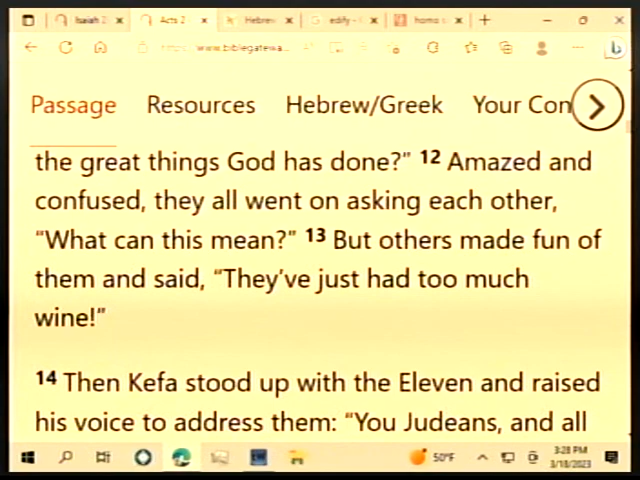 Isaiah 2
Acts 2
Hebrew
edify -
homo s
www.biblegatewa...
Passage Resources Hebrew/Greek Your Con
the great things God has done?” 12 Amazed and
confused, they all went on asking each other,
“What can this mean?” 13 But others made fun of
them and said, “They’ve just had too much
wine!”
14 Then Kefa stood up with the Eleven and raised
his voice to address them: “You Judeans, and all
50°F
3:28 PM
3/18/2023